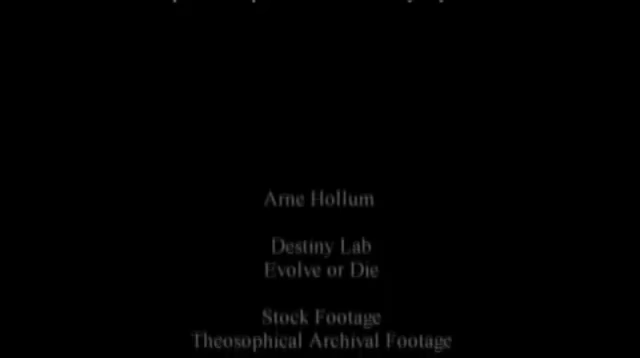 Arne Hollum
Destiny Lab
Evolve or Die
Stock Footage
Theosophical Archival Footage